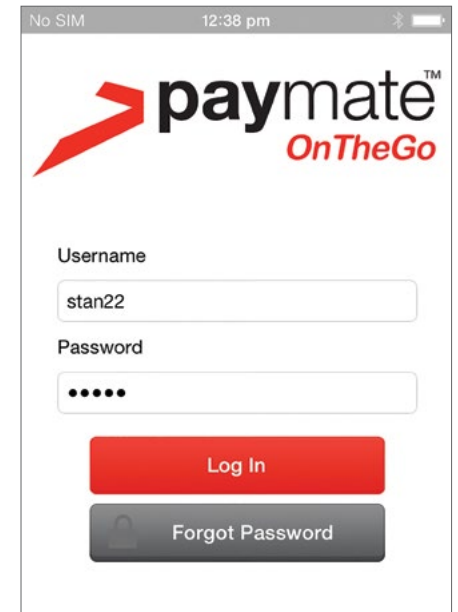 No SIM 12:38 pm
paymate™
OnTheGo
Username
stan22
Password
•••••
Log In
Forgot Password